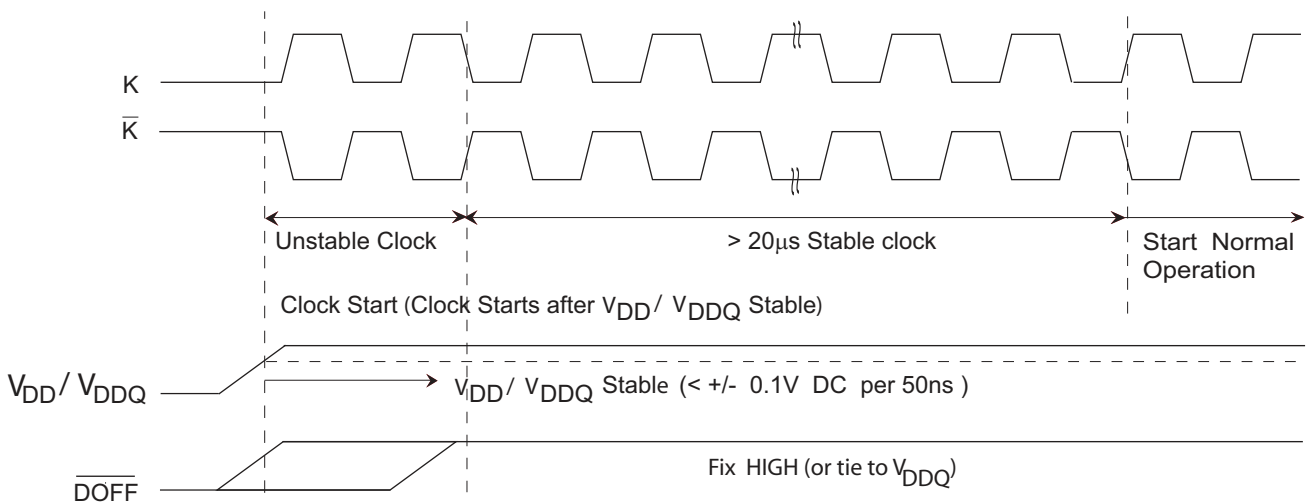 K
K̅
Unstable Clock
> 20μs Stable clock
Start Normal
Operation
Clock Start (Clock Starts after VDD/ VDDQ Stable)
VDD/ VDDQ
VDD/ VDDQ Stable (< +/- 0.1V DC per 50ns )
Fix HIGH (or tie to VDDQ)
D̅O̅F̅F̅